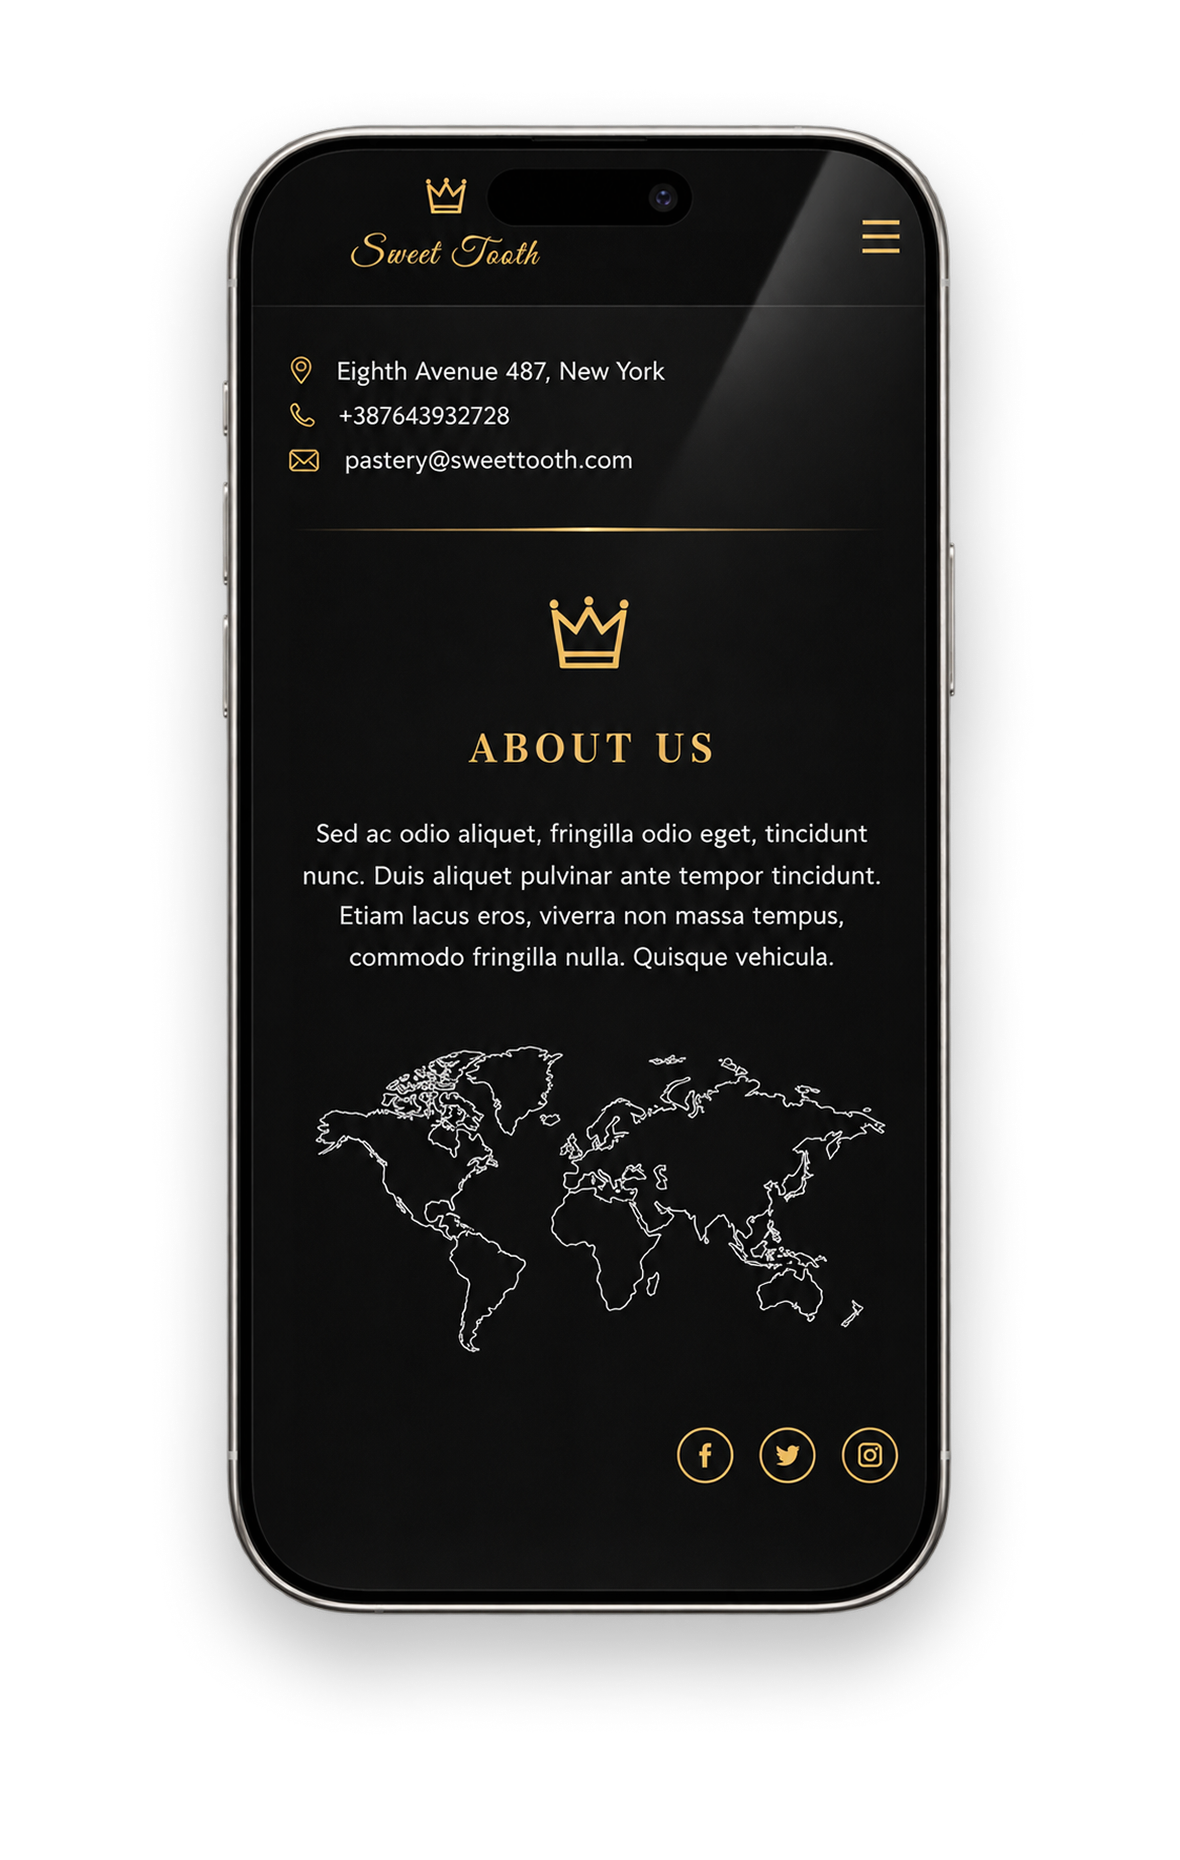 Sweet Tooth
Eighth Avenue 487, New York
+387643932728
pastery@sweettooth.com
ABOUT US
Sed ac odio aliquet, fringilla odio eget, tincidunt
nunc. Duis aliquet pulvinar ante tempor tincidunt.
Etiam lacus eros, viverra non massa tempus,
commodo fringilla nulla. Quisque vehicula.